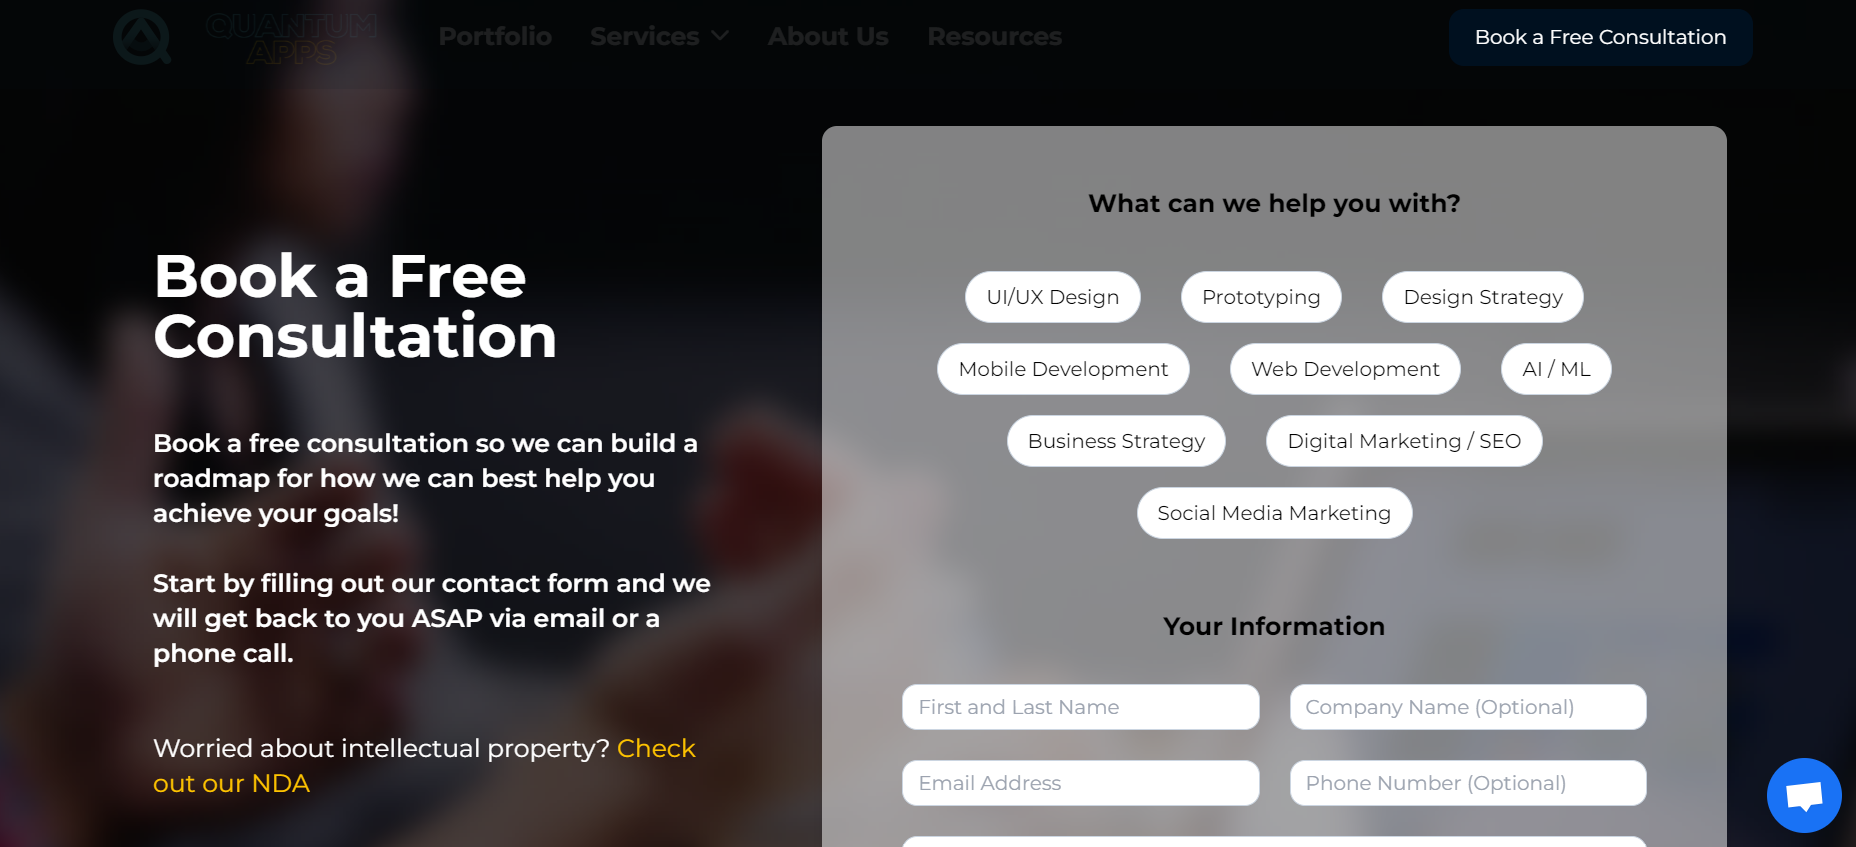 QUANTUM
APPS
Portfolio
Services
About Us
Resources
Book a Free Consultation
Book a Free
Consultation
Book a free consultation so we can build a
roadmap for how we can best help you
achieve your goals!
Start by filling out our contact form and we
will get back to you ASAP via email or a
phone call.
Worried about intellectual property? Check
out our NDA
What can we help you with?
UI/UX Design
Prototyping
Design Strategy
Mobile Development
Web Development
AI / ML
Business Strategy
Digital Marketing / SEO
Social Media Marketing
Your Information
First and Last Name
Company Name (Optional)
Email Address
Phone Number (Optional)